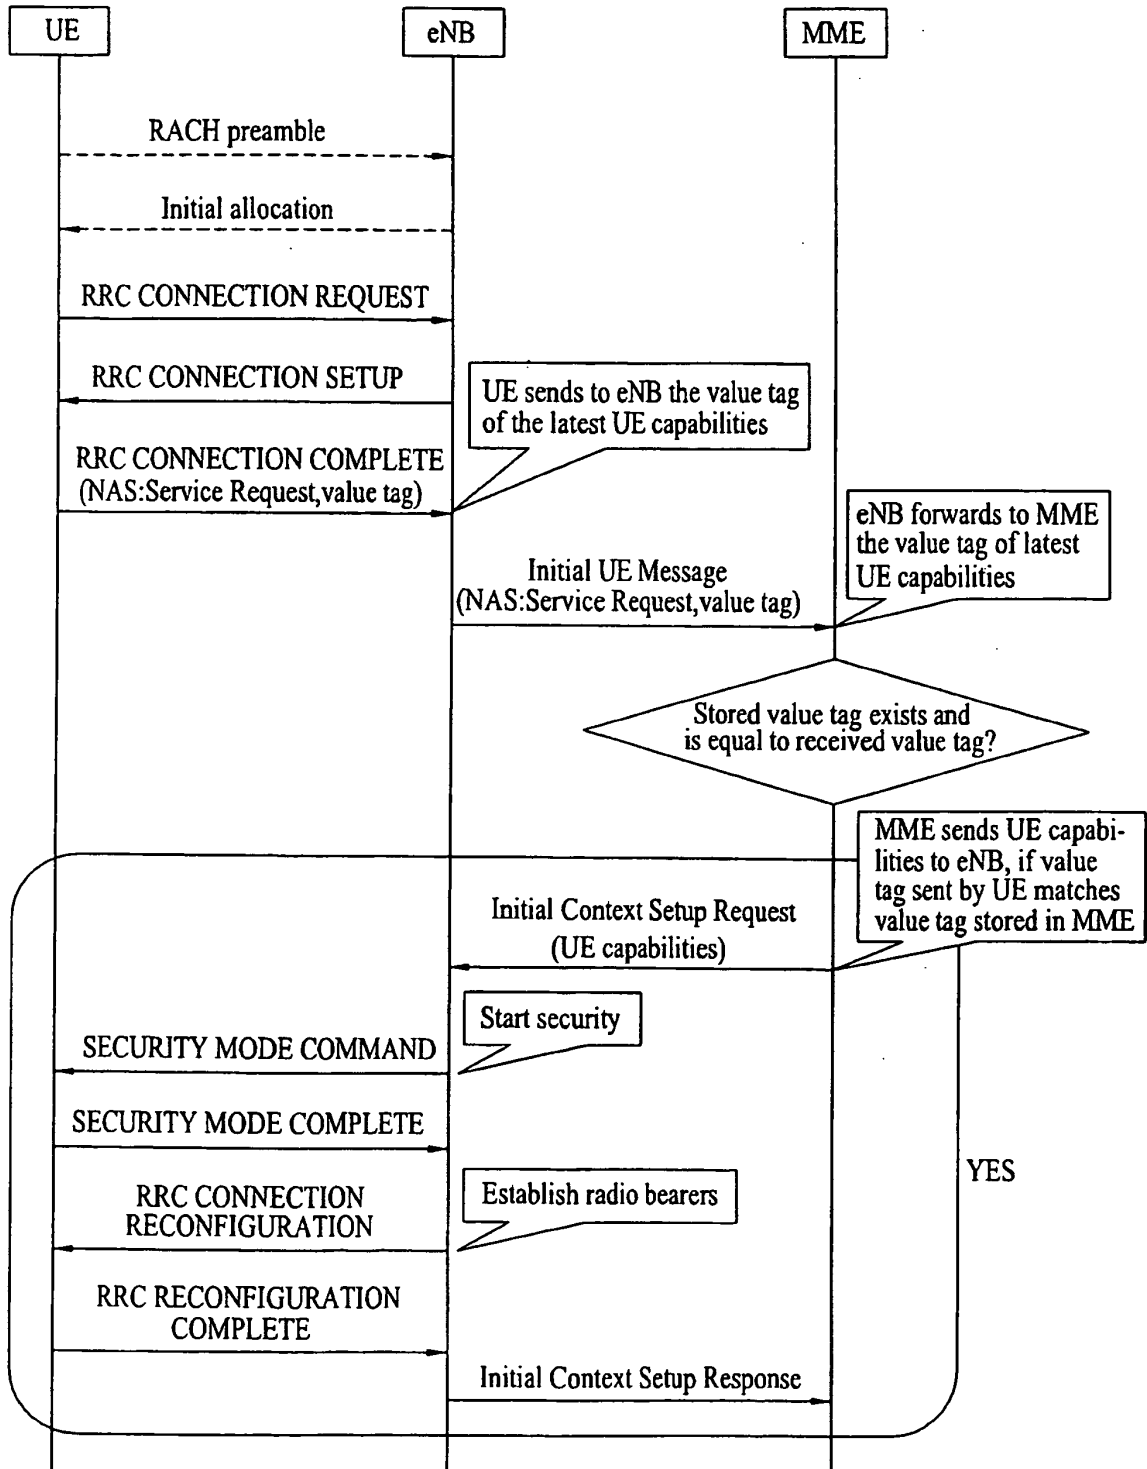 UE
eNB
MME
RACH preamble
Initial allocation
RRC CONNECTION REQUEST
RRC CONNECTION SETUP
UE sends to eNB the value tag
of the latest UE capabilities
RRC CONNECTION COMPLETE
(NAS:Service Request,value tag)
eNB forwards to MME
the value tag of latest
UE capabilities
Initial UE Message
(NAS:Service Request,value tag)
Stored value tag exists and
is equal to received value tag?
MME sends UE capabi-
lities to eNB, if value
tag sent by UE matches
value tag stored in MME
Initial Context Setup Request
(UE capabilities)
Start security
SECURITY MODE COMMAND
SECURITY MODE COMPLETE
YES
RRC CONNECTION
RECONFIGURATION
Establish radio bearers
RRC RECONFIGURATION
COMPLETE
Initial Context Setup Response